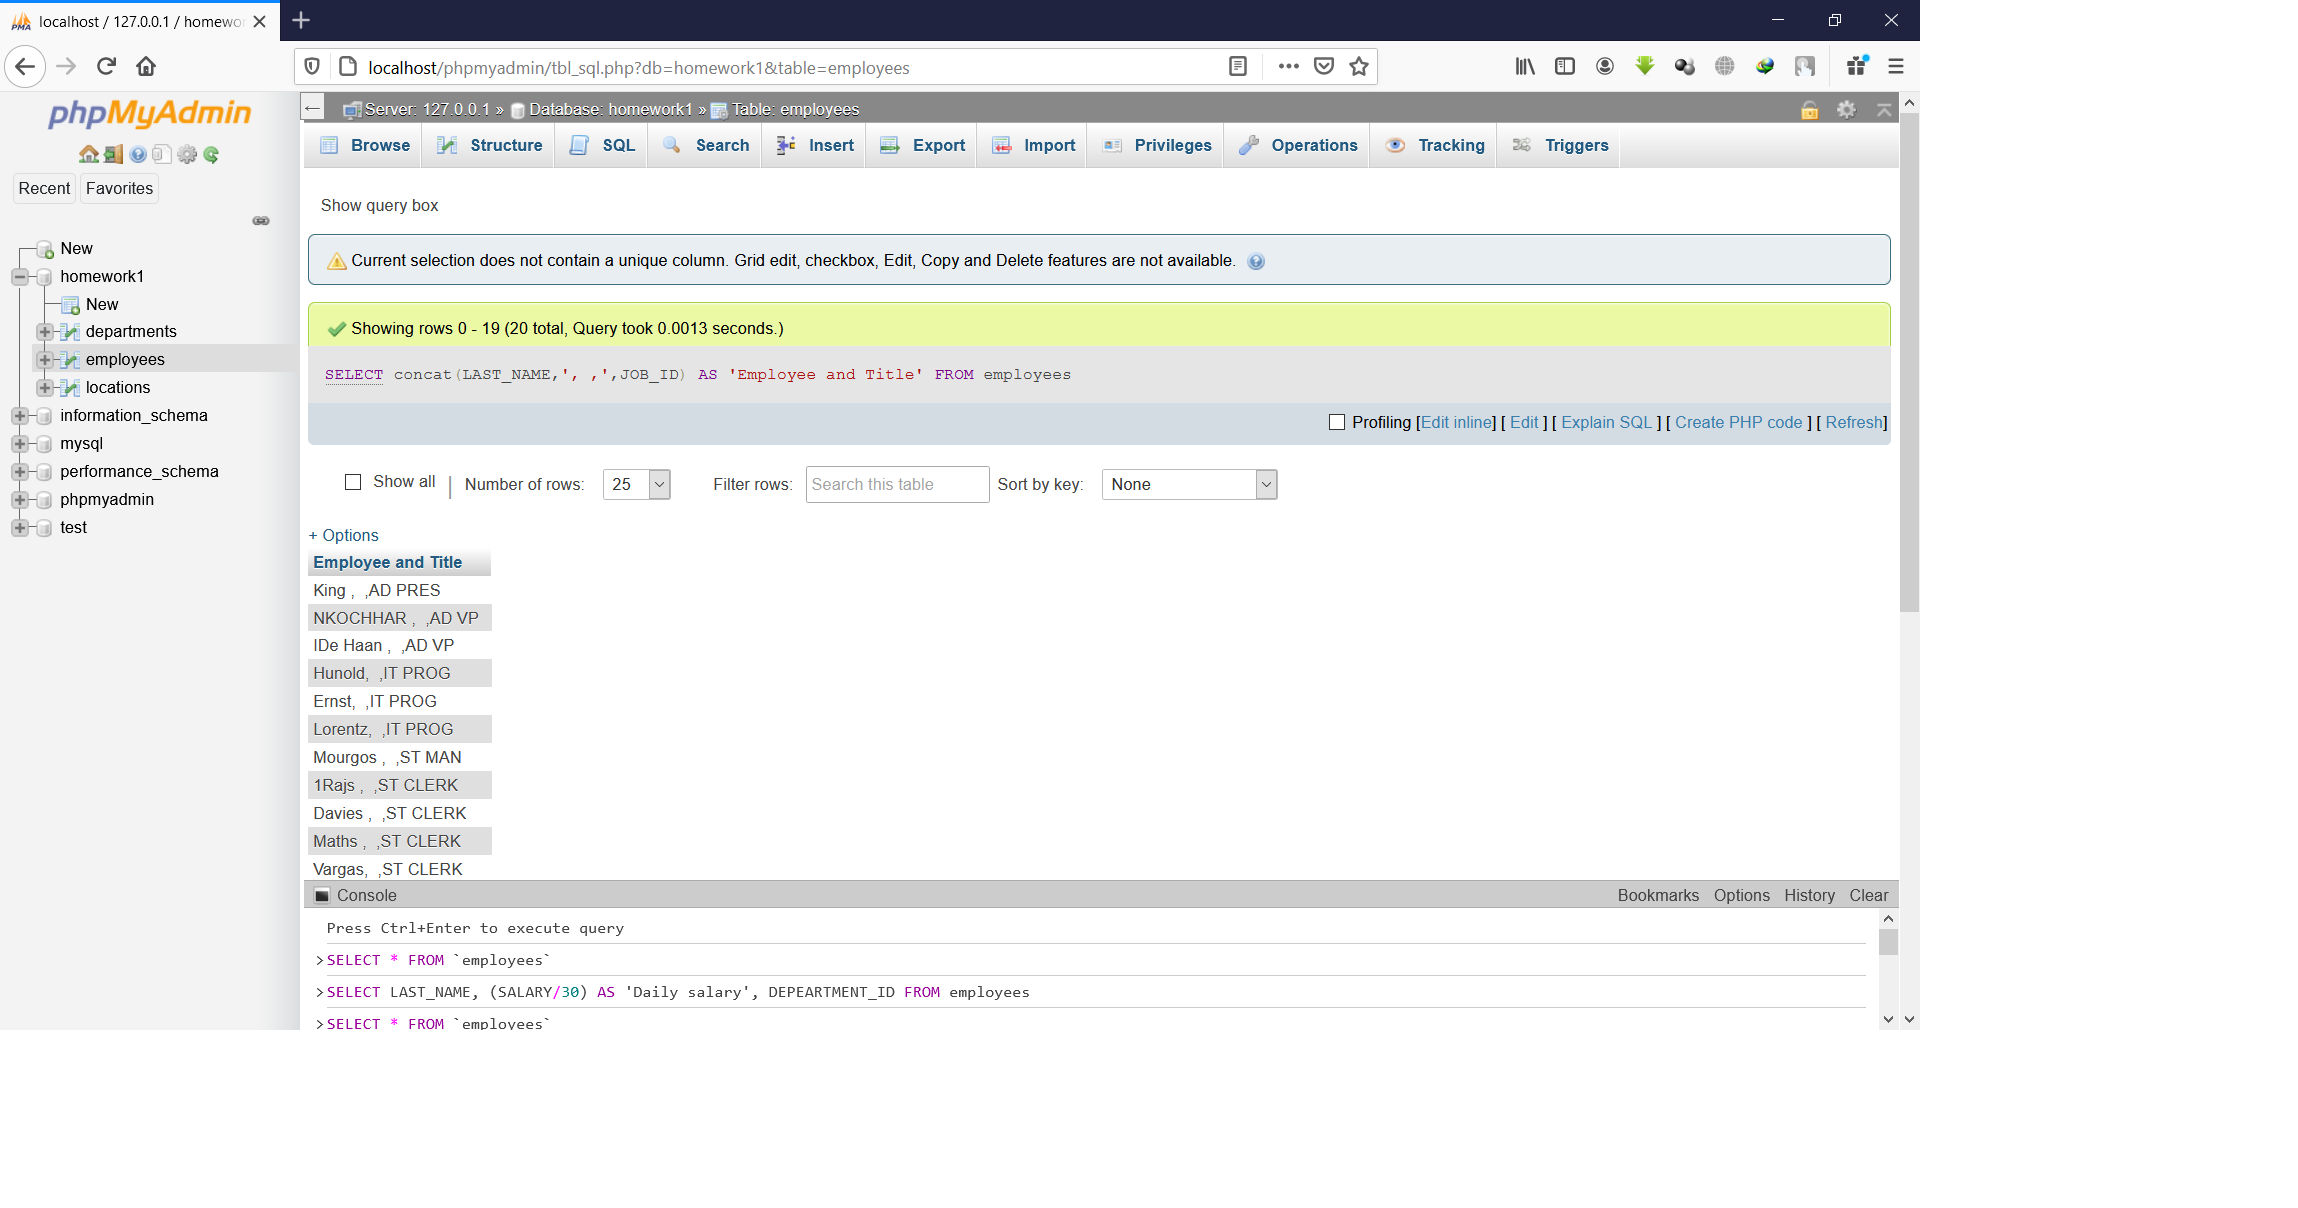 localhost / 127.0.0.1 / homewo
localhost/phpmyadmin/tbl_sql.php?db=homework1&table=employees
phpMyAdmin
Recent Favorites
New
homework1
New
departments
employees
locations
information_schema
mysql
performance_schema
phpmyadmin
test
Server: 127.0.0.1 » Database: homework1 » Table: employees
Browse Structure SQL Search Insert Export Import Privileges Operations Tracking Triggers
Show query box
Current selection does not contain a unique column. Grid edit, checkbox, Edit, Copy and Delete features are not available.
Showing rows 0 - 19 (20 total, Query took 0.0013 seconds.)
SELECT concat(LAST_NAME,', ,',JOB_ID) AS 'Employee and Title' FROM employees
Profiling [Edit inline] [ Edit ] [ Explain SQL ] [ Create PHP code ] [ Refresh]
Show all | Number of rows: 25 Filter rows: Search this table Sort by key: None
+ Options
Employee and Title
King , ,AD PRES
NKOCHHAR , ,AD VP
IDe Haan , ,AD VP
Hunold, ,IT PROG
Ernst, ,IT PROG
Lorentz, ,IT PROG
Mourgos , ,ST MAN
1Rajs , ,ST CLERK
Davies , ,ST CLERK
Maths , ,ST CLERK
Vargas, ,ST CLERK
Console Bookmarks Options History Clear
Press Ctrl+Enter to execute query
>SELECT * FROM `employees`
>SELECT LAST_NAME, (SALARY/30) AS 'Daily salary', DEPEARTMENT_ID FROM employees
>SELECT * FROM `employees`